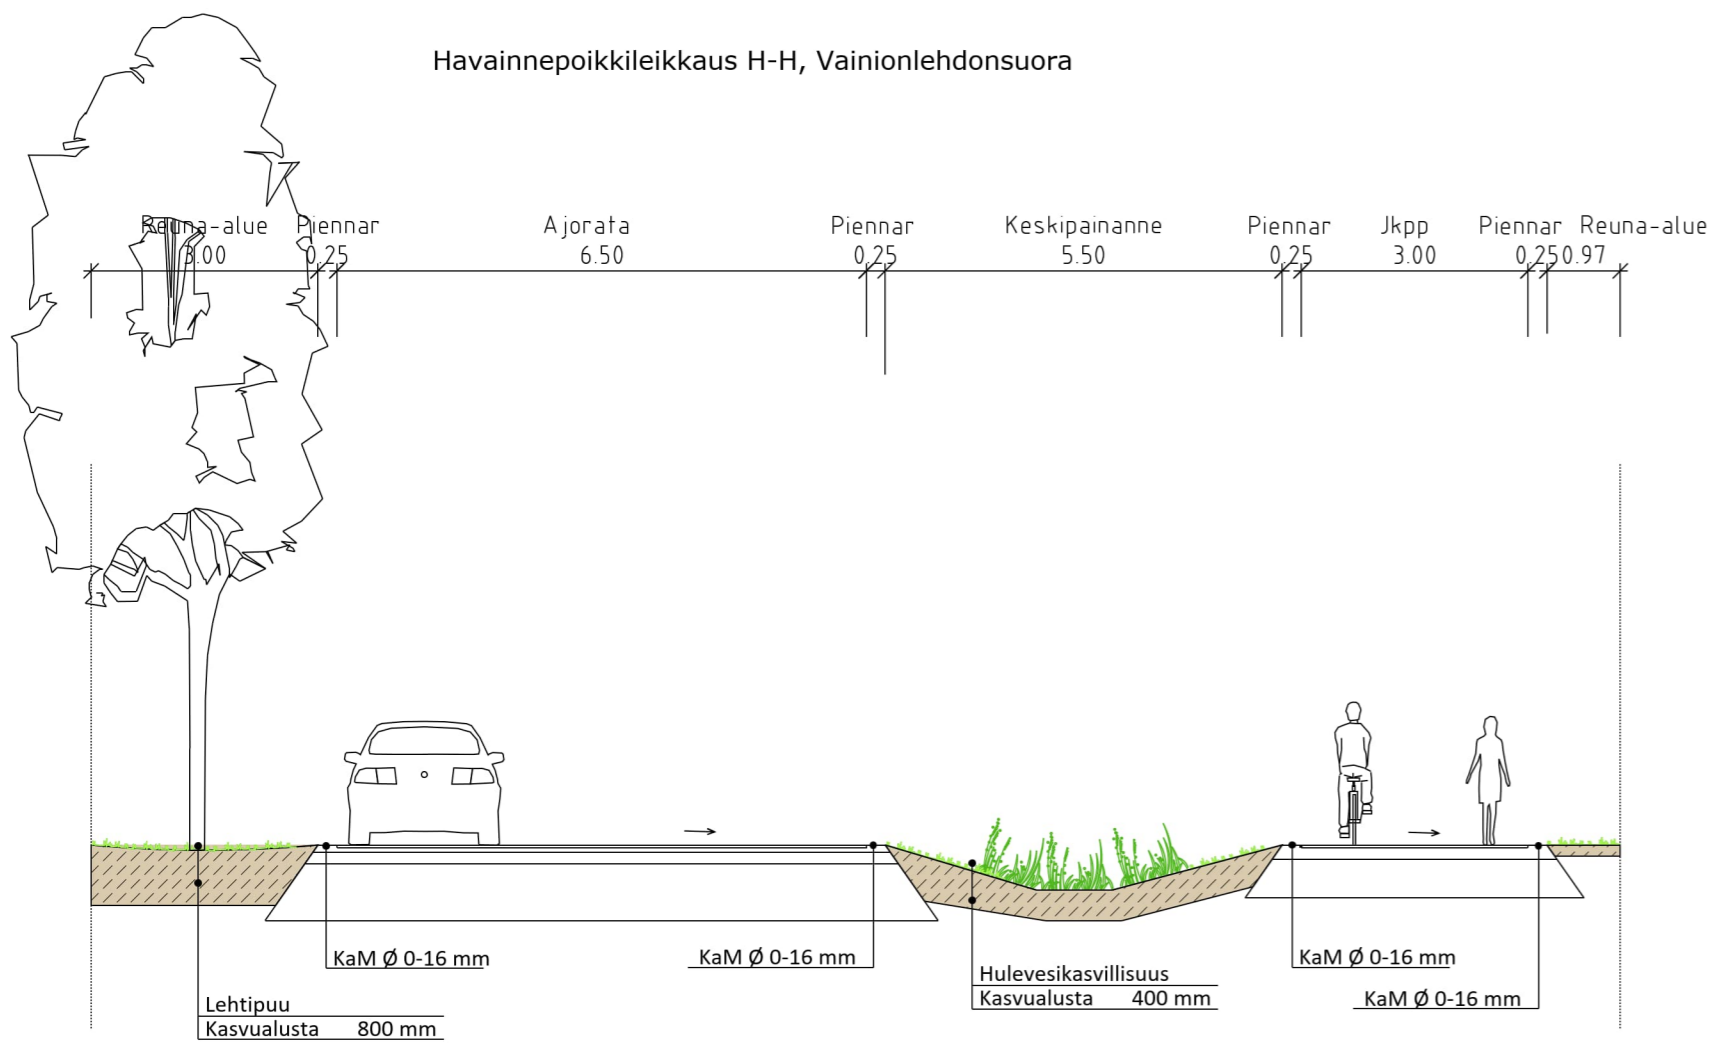 Havainnepoikkileikkaus H-H, Vainionlehdonsuora
Reuna-alue Piennar Ajorata Piennar Keskipainanne Piennar Jkpp Piennar Reuna-alue
3.00 0.25 6.50 0.25 5.50 0.25 3.00 0.25 0.97
KaM Ø 0-16 mm KaM Ø 0-16 mm KaM Ø 0-16 mm
Hulevesikasvillisuus
Kasvualusta 400 mm KaM Ø 0-16 mm
Lehtipuu
Kasvualusta 800 mm